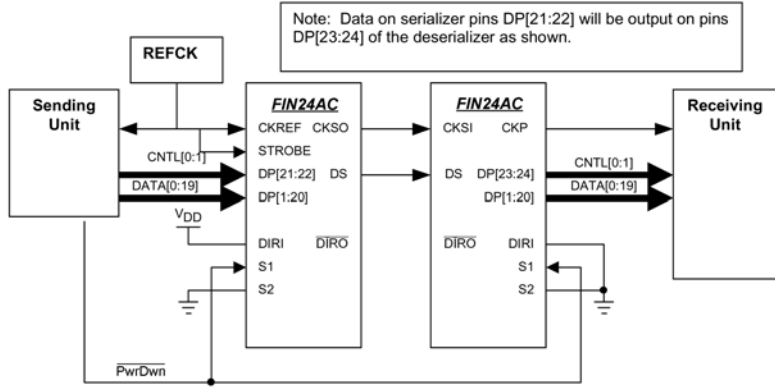 Note: Data on serializer pins DP[21:22] will be output on pins
DP[23:24] of the deserializer as shown.
REFCK
Sending
Unit
FIN24AC
FIN24AC
Receiving
Unit
CKREF CKSO
CKSI CKP
STROBE
CNTL[0:1]
DP[21:22] DS
DS DP[23:24]
CNTL[0:1]
DATA[0:19]
DP[1:20]
DP[1:20]
DATA[0:19]
VDD
DIRI DIRO
DIRO DIRI
S1
S1
S2
S2
PwrDwn